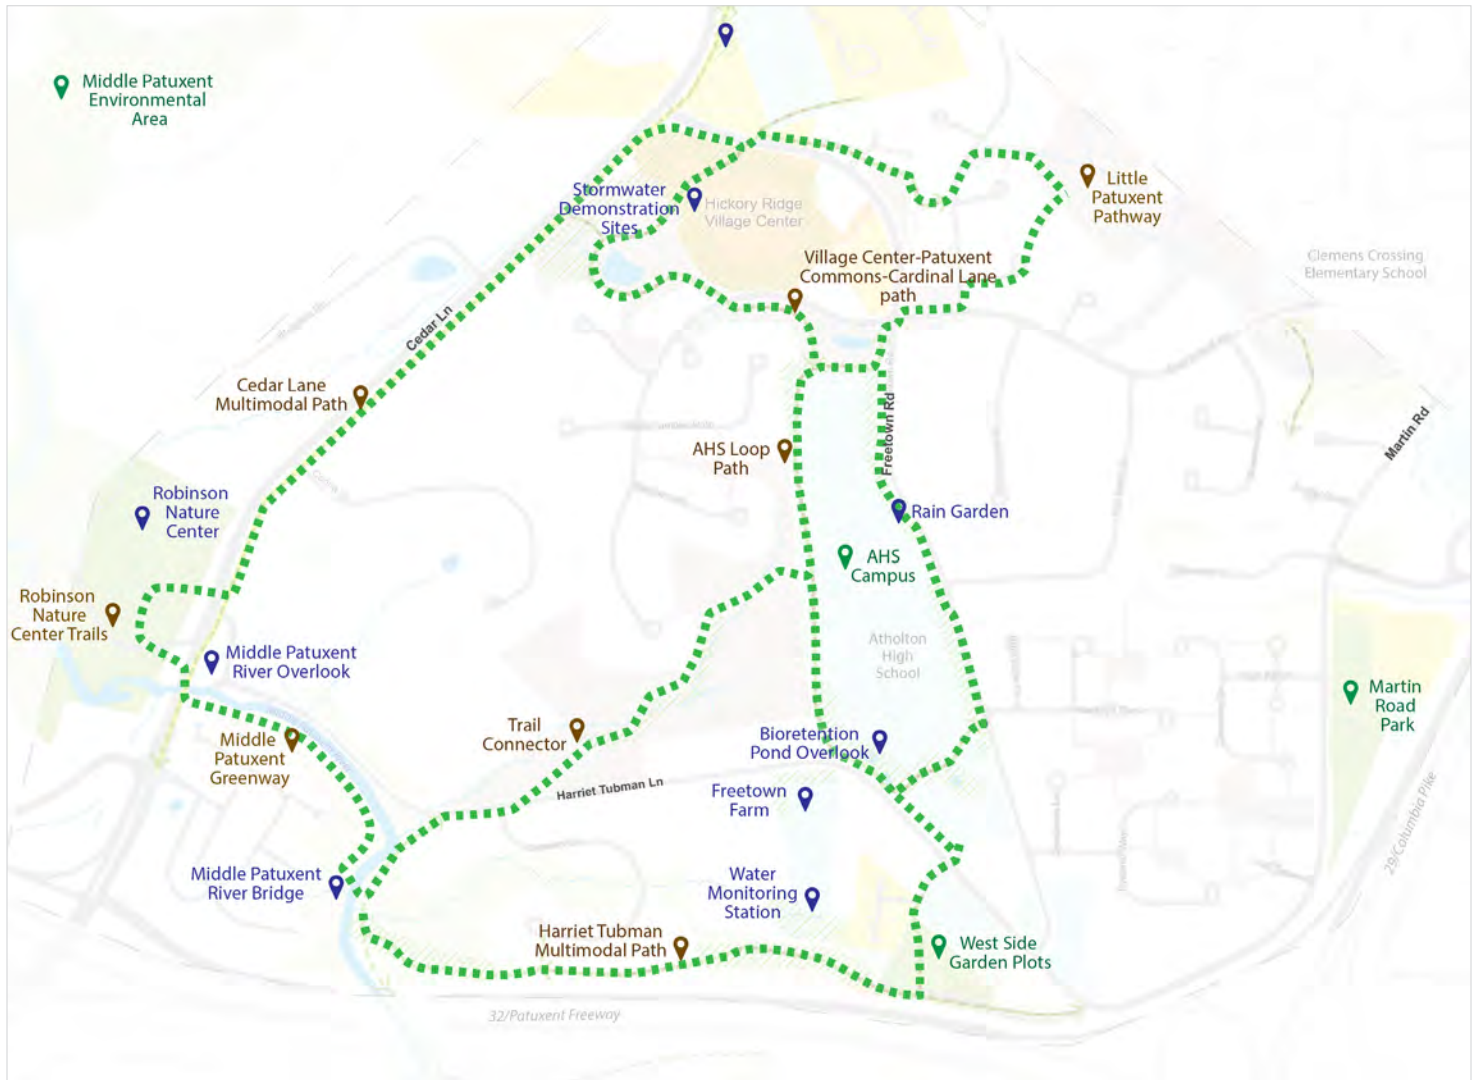 Middle Patuxent
Environmental
Area
Stormwater
Demonstration
Sites
Hickory Ridge
Village Center
Little
Patuxent
Pathway
Village Center-Patuxent
Commons-Cardinal Lane
path
Clemens Crossing
Elementary School
Cedar Ln
Cedar Lane
Multimodal Path
Freetown Rd
Martin Rd
AHS Loop
Path
Robinson
Nature
Center
Rain Garden
AHS
Campus
Robinson
Nature
Center Trails
Middle Patuxent
River Overlook
Atholton
High
School
Martin
Road
Park
Trail
Connector
Middle
Patuxent
Greenway
Bioretention
Pond Overlook
Harriet Tubman Ln
Freetown
Farm
29/Columbia Pike
Middle Patuxent
River Bridge
Water
Monitoring
Station
Harriet Tubman
Multimodal Path
West Side
Garden Plots
32/Patuxent Freeway